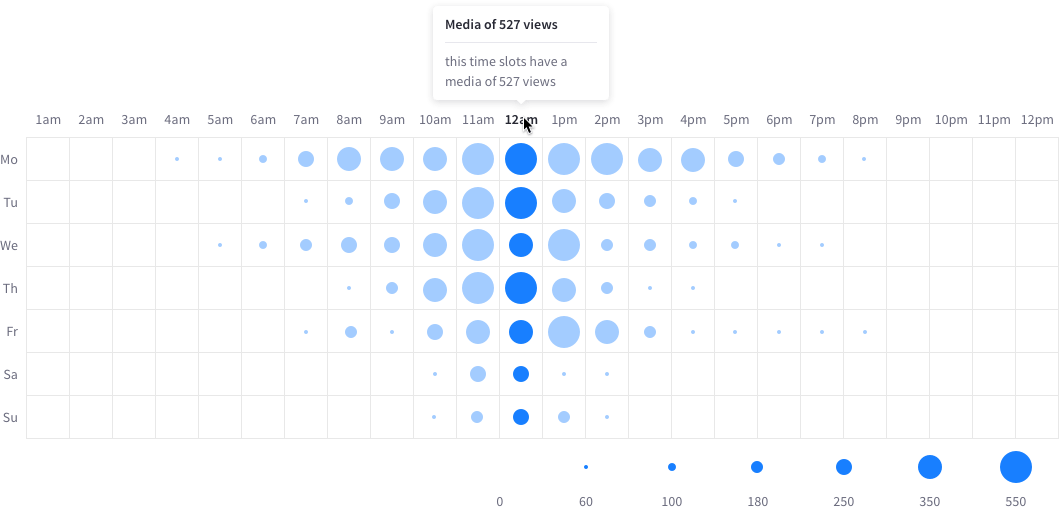 Media of 527 views
this time slots have a
media of 527 views
1am 2am 3am 4am 5am 6am 7am 8am 9am 10am 11am 12am 1pm 2pm 3pm 4pm 5pm 6pm 7pm 8pm 9pm 10pm 11pm 12pm
Mo
Tu
We
Th
Fr
Sa
Su
0 60 100 180 250 350 550